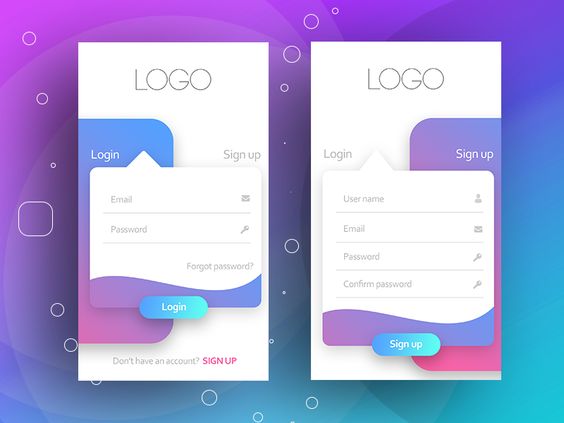 LOGO
Login
Sign up
Email
Password
Forgot password?
Login
Don't have an account? SIGN UP
LOGO
Login
Sign up
User name
Email
Password
Confirm password
Sign up